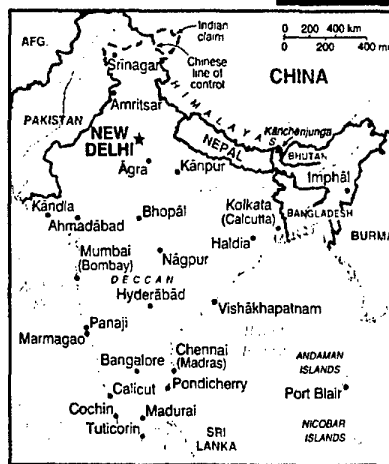 Indian
claim
0 200 400 km
0 200 400 mi
AFG.
Srinagar
Chinese
line of
control
CHINA
Amritsar
HIMALAYAS
PAKISTAN
NEW
DELHI
NEPAL
Kānchenjunga
BHUTAN
Āgra
Kānpur
Imphāl
Kāndla
Ahmadābād
Bhopāl
Kolkata
(Calcutta)
BANGLADESH
Haldia
BURMA
Mumbai
(Bombay)
Nāgpur
DECCAN
Hyderābād
Vishākhapatnam
Panaji
Marmagao
Bangalore
Chennai
(Madras)
ANDAMAN
ISLANDS
Calicut
Pondicherry
Port Blair
Cochin
Madurai
Tuticorin
SRI
LANKA
NICOBAR
ISLANDS